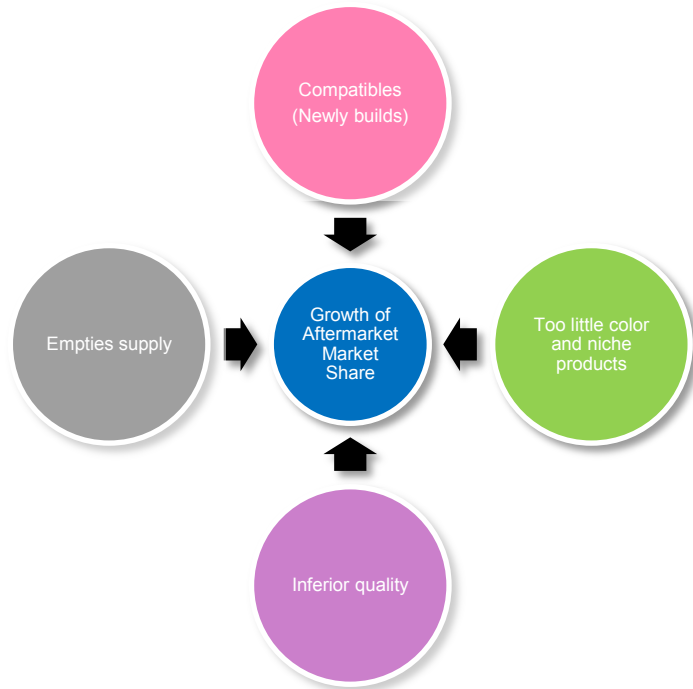 Compatibles
(Newly builds)
Empties supply
Growth of
Aftermarket
Market
Share
Too little color
and niche
products
Inferior quality